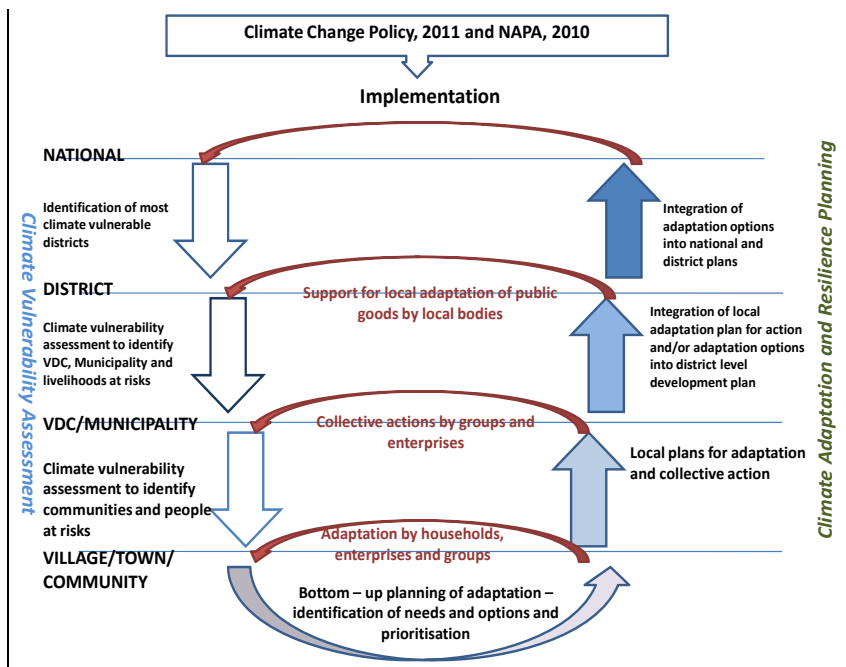 Climate Change Policy, 2011 and NAPA, 2010
Implementation
NATIONAL
Identification of most
climate vulnerable
districts
Integration of
adaptation options
into national and
district plans
DISTRICT
Support for local adaptation of public
goods by local bodies
Climate vulnerability
assessment to identify
VDC, Municipality and
livelihoods at risks
Integration of local
adaptation plan for action
and/or adaptation options
into district level
development plan
VDC/MUNICIPALITY
Collective actions by groups and
enterprises
Climate vulnerability
assessment to identify
communities and people
at risks
Local plans for adaptation
and collective action
VILLAGE/TOWN/
COMMUNITY
Adaptation by households,
enterprises and groups
Bottom – up planning of adaptation –
identification of needs and options and
prioritisation
Climate Vulnerability Assessment
Climate Adaptation and Resilience Planning